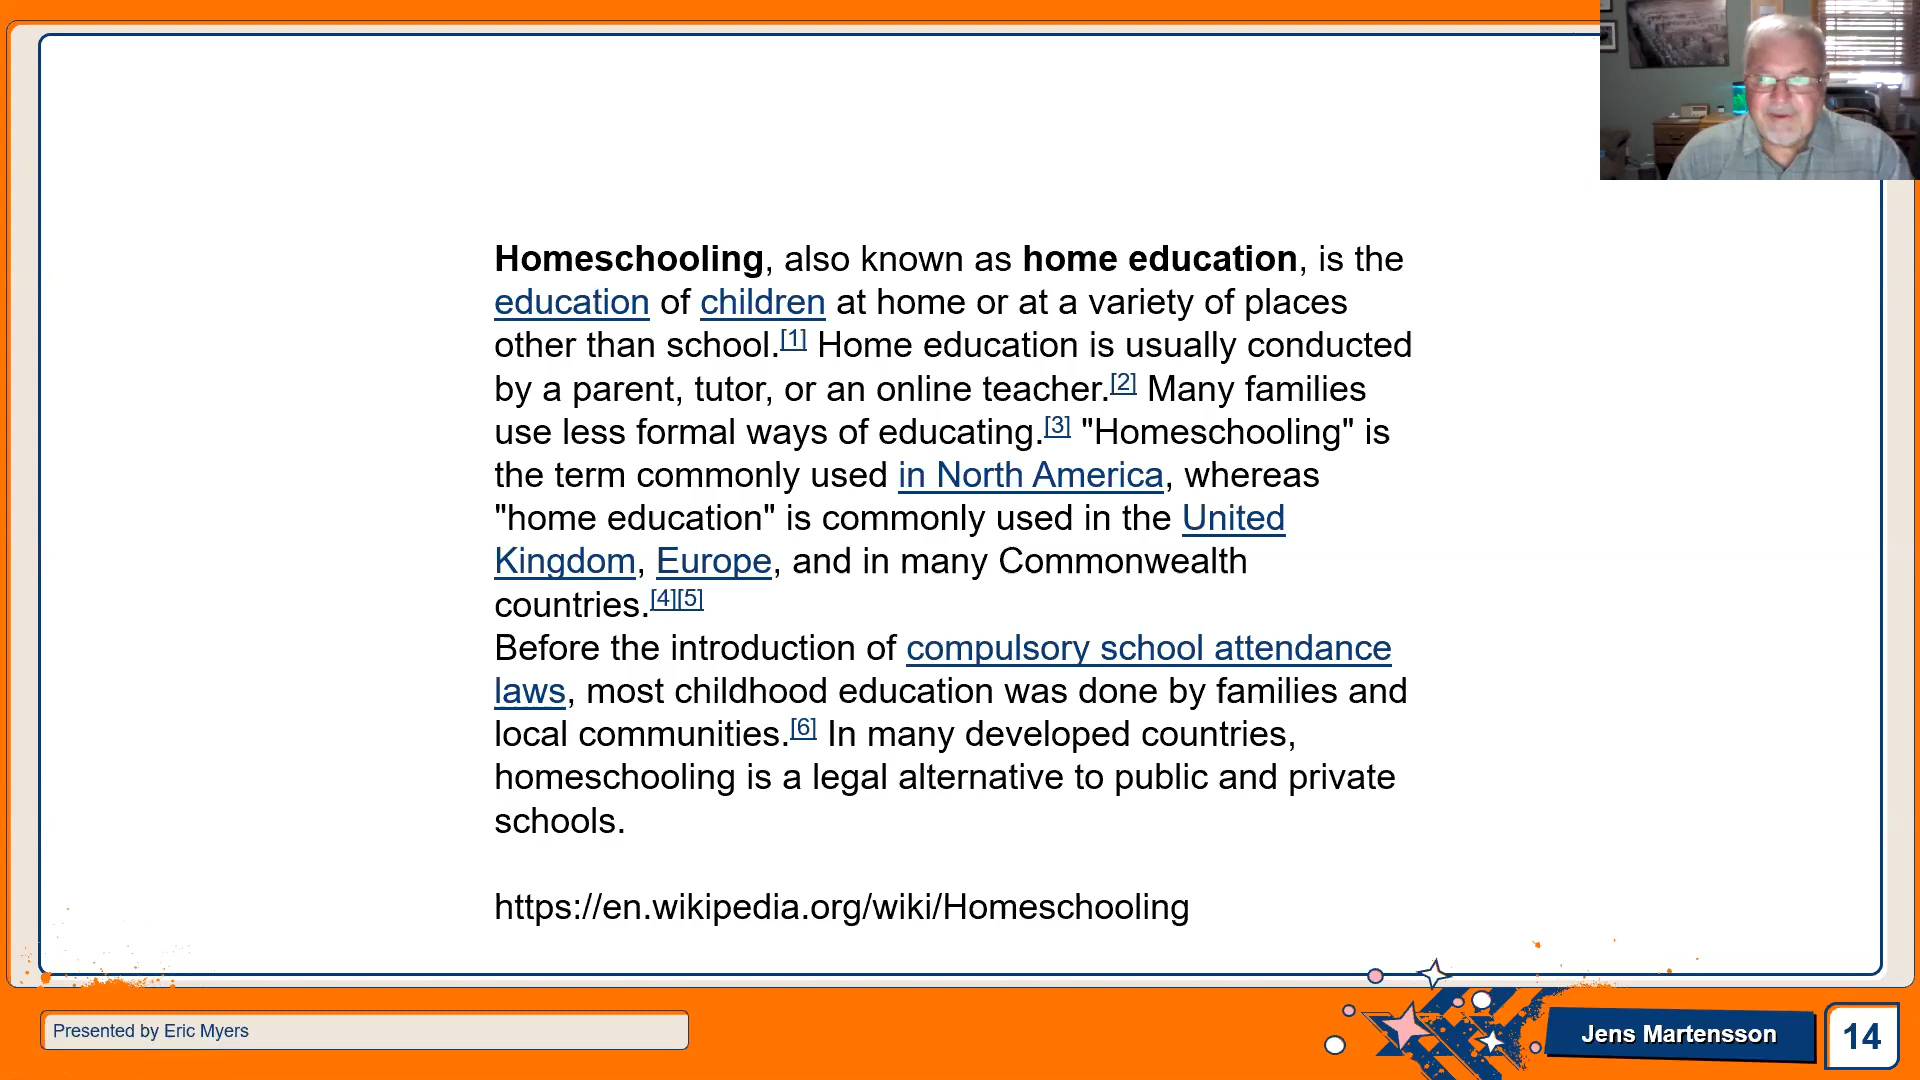 Homeschooling, also known as home education, is the
education of children at home or at a variety of places
other than school.[1] Home education is usually conducted
by a parent, tutor, or an online teacher.[2] Many families
use less formal ways of educating.[3] "Homeschooling" is
the term commonly used in North America, whereas
"home education" is commonly used in the United
Kingdom, Europe, and in many Commonwealth
countries.[4][5]
Before the introduction of compulsory school attendance
laws, most childhood education was done by families and
local communities.[6] In many developed countries,
homeschooling is a legal alternative to public and private
schools.
https://en.wikipedia.org/wiki/Homeschooling
Presented by Eric Myers
Jens Martensson
14